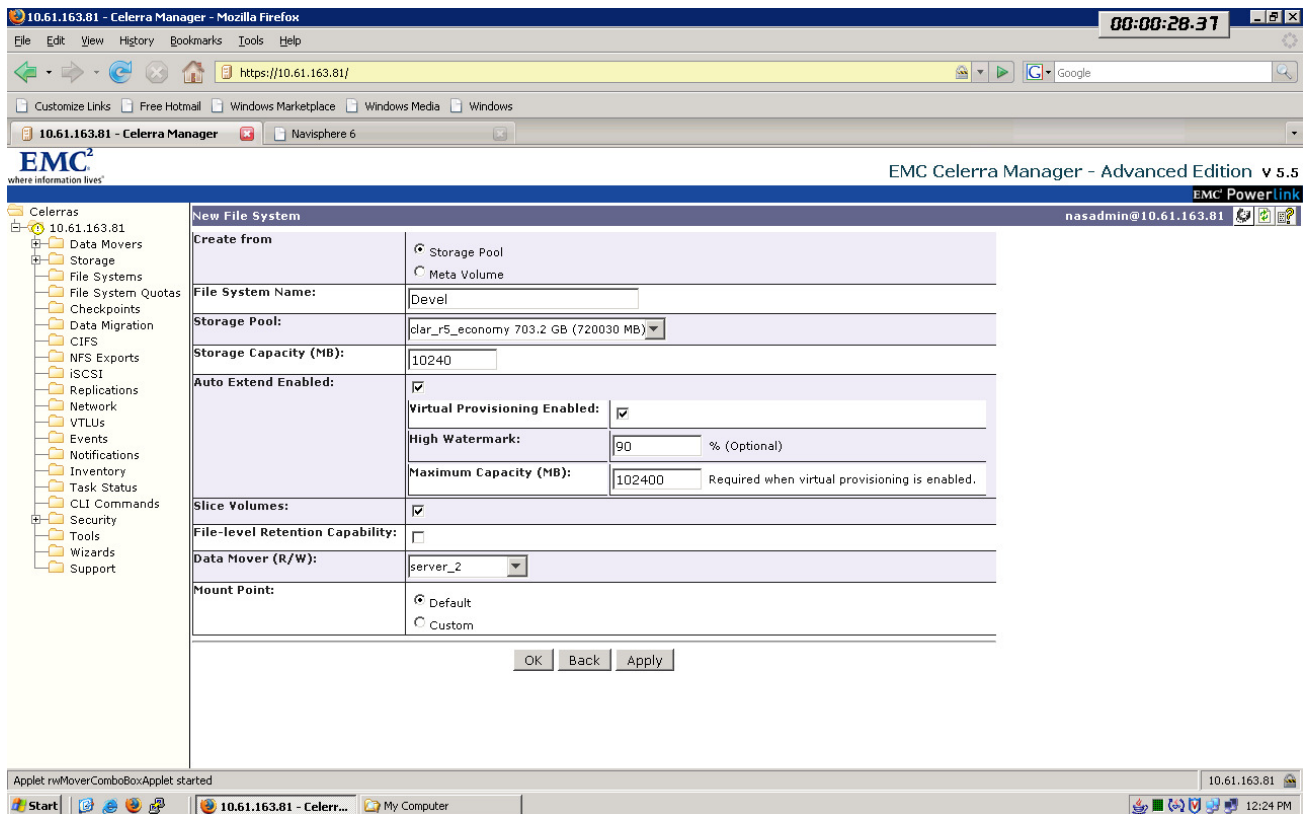 10.61.163.81 - Celerra Manager - Mozilla Firefox
00:00:28.37
File Edit View History Bookmarks Tools Help
https://10.61.163.81/
Google
Customize Links Free Hotmail Windows Marketplace Windows Media Windows
10.61.163.81 - Celerra Manager Navisphere 6
EMC²
where information lives®
EMC Celerra Manager - Advanced Edition v 5.5
EMC® Powerlink
Celerras
10.61.163.81
Data Movers
Storage
File Systems
File System Quotas
Checkpoints
Data Migration
CIFS
NFS Exports
iSCSI
Replications
Network
VTLUs
Events
Notifications
Inventory
Task Status
CLI Commands
Security
Tools
Wizards
Support
New File System nasadmin@10.61.163.81
Create from
Storage Pool
Meta Volume
File System Name: Devel
Storage Pool: clar_r5_economy 703.2 GB (720030 MB)
Storage Capacity (MB): 10240
Auto Extend Enabled:
Virtual Provisioning Enabled:
High Watermark: 90 % (Optional)
Maximum Capacity (MB): 102400 Required when virtual provisioning is enabled.
Slice Volumes:
File-level Retention Capability:
Data Mover (R/W): server_2
Mount Point:
Default
Custom
OK Back Apply
Applet rwMoverComboBoxApplet started 10.61.163.81
Start 10.61.163.81 - Celerr... My Computer 12:24 PM